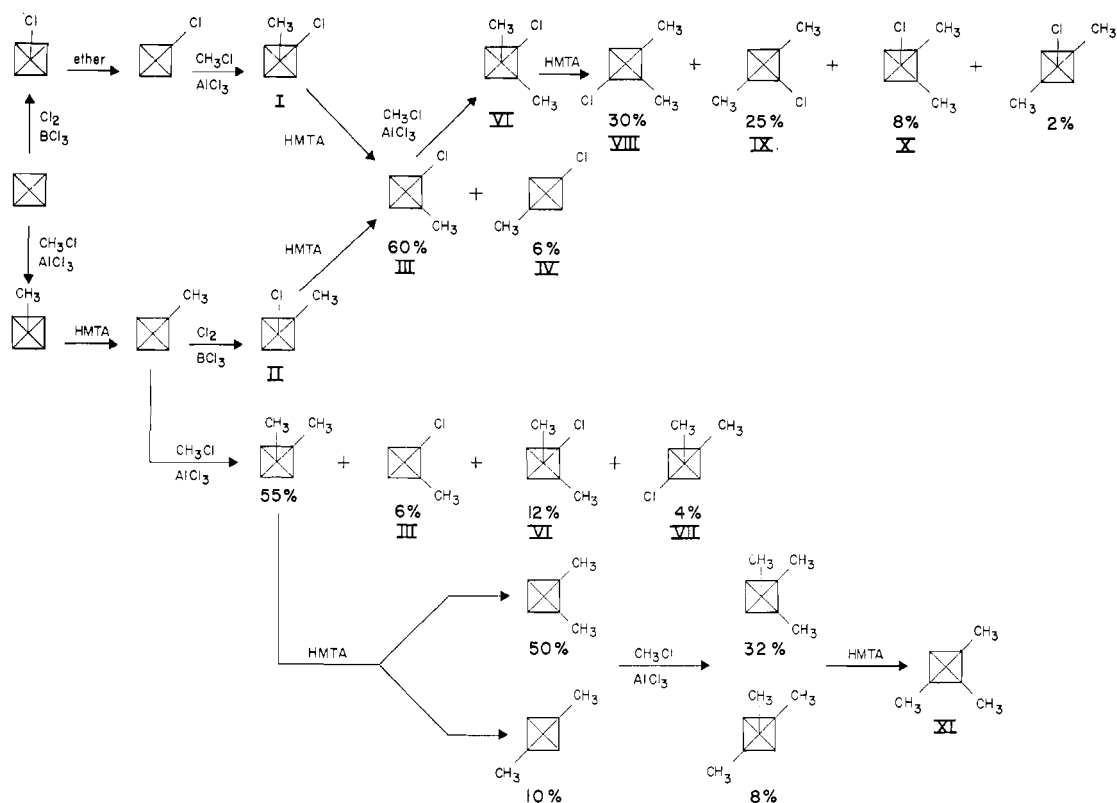 Cl
ether
Cl
CH3Cl
AlCl3
CH3
Cl
I
Cl2
BCl3
HMTA
CH3Cl
AlCl3
CH3
Cl
CH3
VI
HMTA
CH3
Cl
CH3
30%
VIII
+
CH3
CH3
Cl
25%
IX.
+
Cl
CH3
CH3
8%
X
+
Cl
CH3
CH3
2%
Cl
CH3
60%
III
+
Cl
CH3
6%
IV
CH3Cl
AlCl3
CH3
HMTA
CH3
Cl2
BCl3
Cl
CH3
II
HMTA
CH3Cl
AlCl3
CH3
CH3
55%
+
Cl
CH3
6%
III
+
CH3
Cl
CH3
12%
VI
+
CH3
CH3
Cl
4%
VII
HMTA
CH3
CH3
50%
CH3
CH3
10%
CH3Cl
AlCl3
CH3
CH3
CH3
32%
CH3
CH3
CH3
8%
HMTA
CH3
CH3
CH3
XI